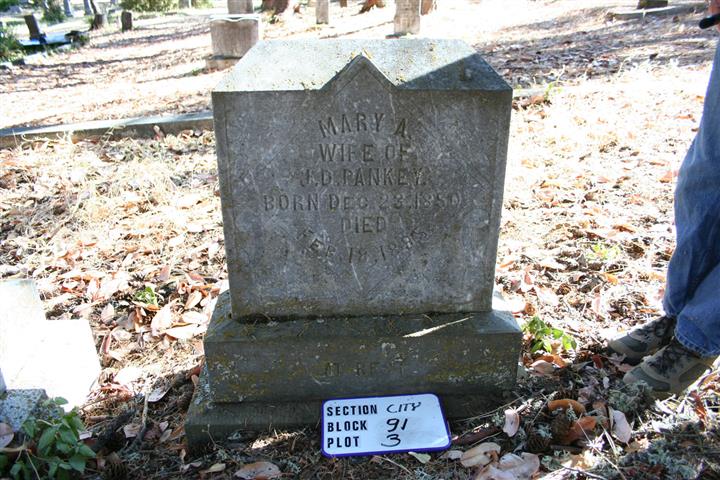 MARY A.
WIFE OF
J.D. PANKEY.
BORN DEC. 23, 1850
DIED
FEB. 18, 1895
AT REST
SECTION CITY
BLOCK 91
PLOT 3